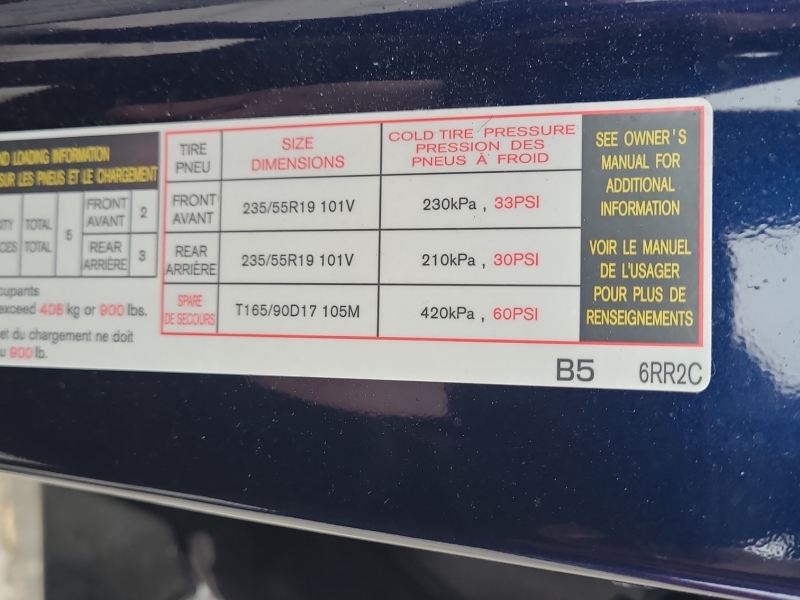 ND LOADING INFORMATION
SUR LES PNEUS ET LE CHARGEMENT
ITY TOTAL 5 FRONT AVANT 2
CES TOTAL REAR ARRIÈRE 3
cupants
exceed 408 kg or 900 lbs.
et du chargement ne doit
u 900 lb.
TIRE
PNEU
SIZE
DIMENSIONS
COLD TIRE PRESSURE
PRESSION DES
PNEUS À FROID
FRONT
AVANT
235/55R19 101V
230kPa , 33PSI
REAR
ARRIÈRE
235/55R19 101V
210kPa , 30PSI
SPARE
DE SECOURS
T165/90D17 105M
420kPa , 60PSI
SEE OWNER'S
MANUAL FOR
ADDITIONAL
INFORMATION
VOIR LE MANUEL
DE L'USAGER
POUR PLUS DE
RENSEIGNEMENTS
B5 6RR2C